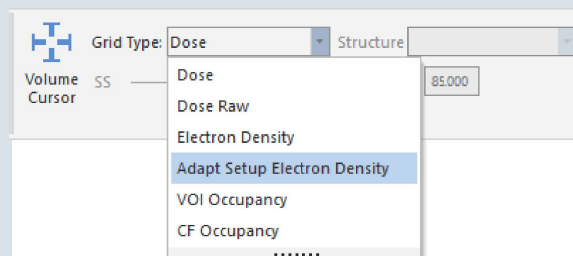 Grid Type: Dose Structure
Volume Cursor SS 85.000
Dose
Dose Raw
Electron Density
Adapt Setup Electron Density
VOI Occupancy
CF Occupancy